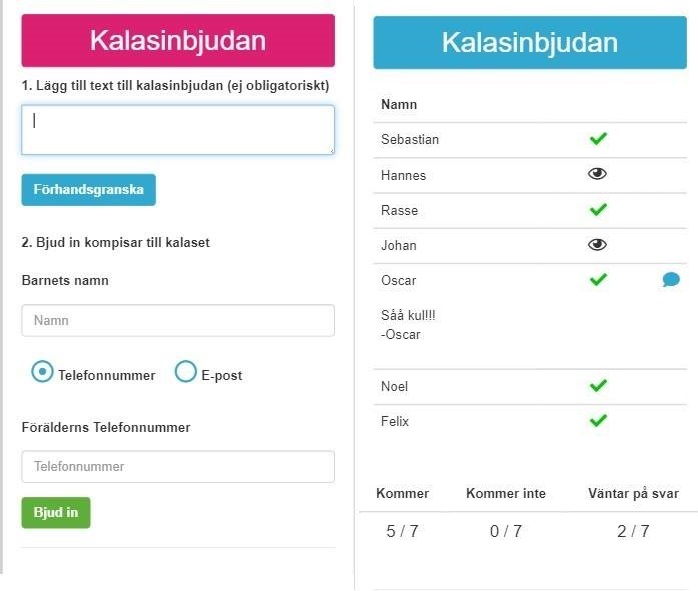 Kalasinbjudan
1. Lägg till text till kalasinbjudan (ej obligatoriskt)
Förhandsgranska
2. Bjud in kompisar till kalaset
Barnets namn
Namn
Telefonnummer E-post
Förälderns Telefonnummer
Telefonnummer
Bjud in
Kalasinbjudan
Namn
Sebastian
Hannes
Rasse
Johan
Oscar
Såå kul!!!
-Oscar
Noel
Felix
Kommer Kommer inte Väntar på svar
5 / 7 0 / 7 2 / 7